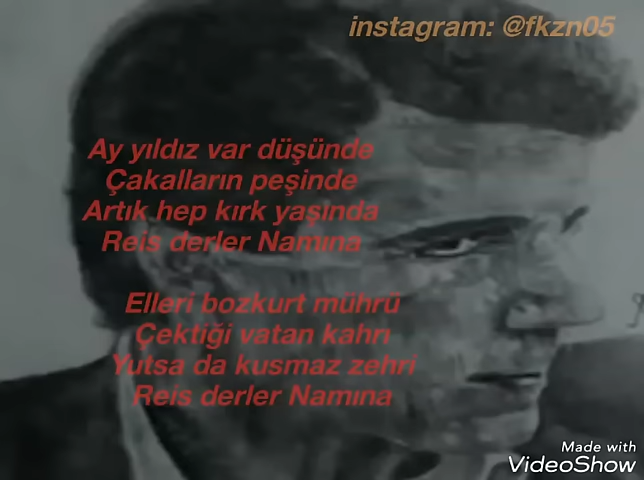 instagram: @fkzn05
Ay yıldız var düşünde
Çakalların peşinde
Artık hep kırk yaşında
Reis derler Namına
Elleri bozkurt mührü
Çektiği vatan kahrı
Yutsa da kusmaz zehri
Reis derler Namına
Made with
VideoShow